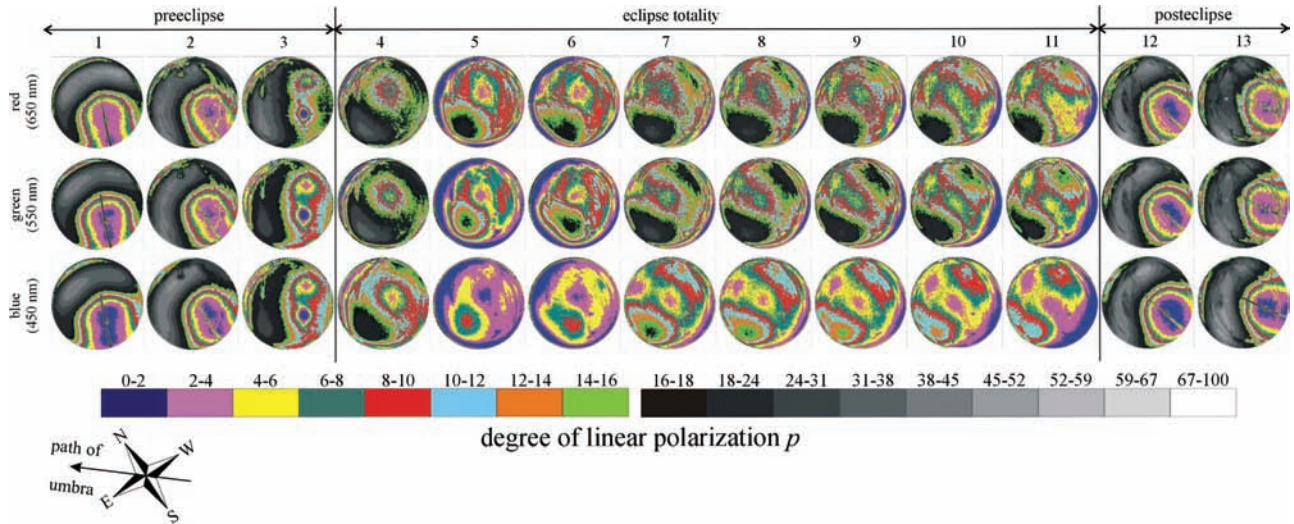 preeclipse eclipse totality posteclipse
1 2 3 4 5 6 7 8 9 10 11 12 13
red
(650 nm)
green
(550 nm)
blue
(450 nm)
0-2 2-4 4-6 6-8 8-10 10-12 12-14 14-16 16-18 18-24 24-31 31-38 38-45 45-52 52-59 59-67 67-100
degree of linear polarization p
N W
path of
umbra
E S